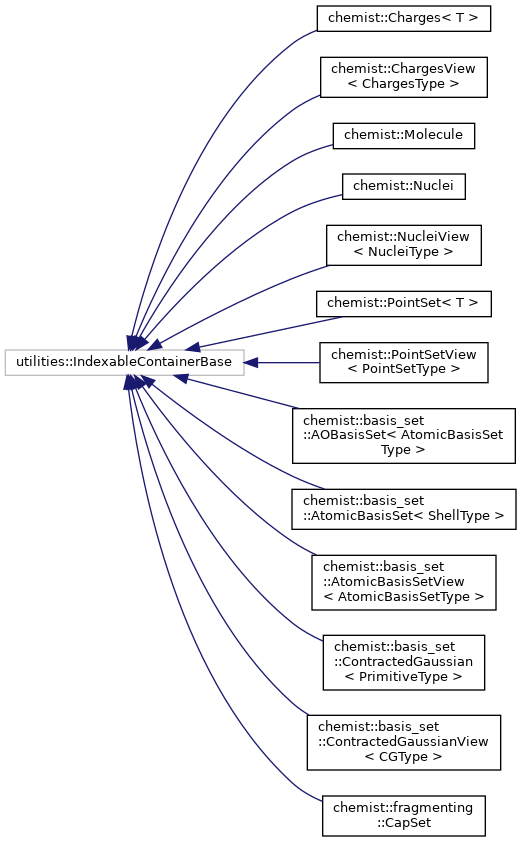 chemist::Charges< T >
chemist::ChargesView
< ChargesType >
chemist::Molecule
chemist::Nuclei
chemist::NucleiView
< NucleiType >
chemist::PointSet< T >
utilities::IndexableContainerBase
chemist::PointSetView
< PointSetType >
chemist::basis_set
::AOBasisSet< AtomicBasisSet
Type >
chemist::basis_set
::AtomicBasisSet< ShellType >
chemist::basis_set
::AtomicBasisSetView
< AtomicBasisSetType >
chemist::basis_set
::ContractedGaussian
< PrimitiveType >
chemist::basis_set
::ContractedGaussianView
< CGType >
chemist::fragmenting
::CapSet